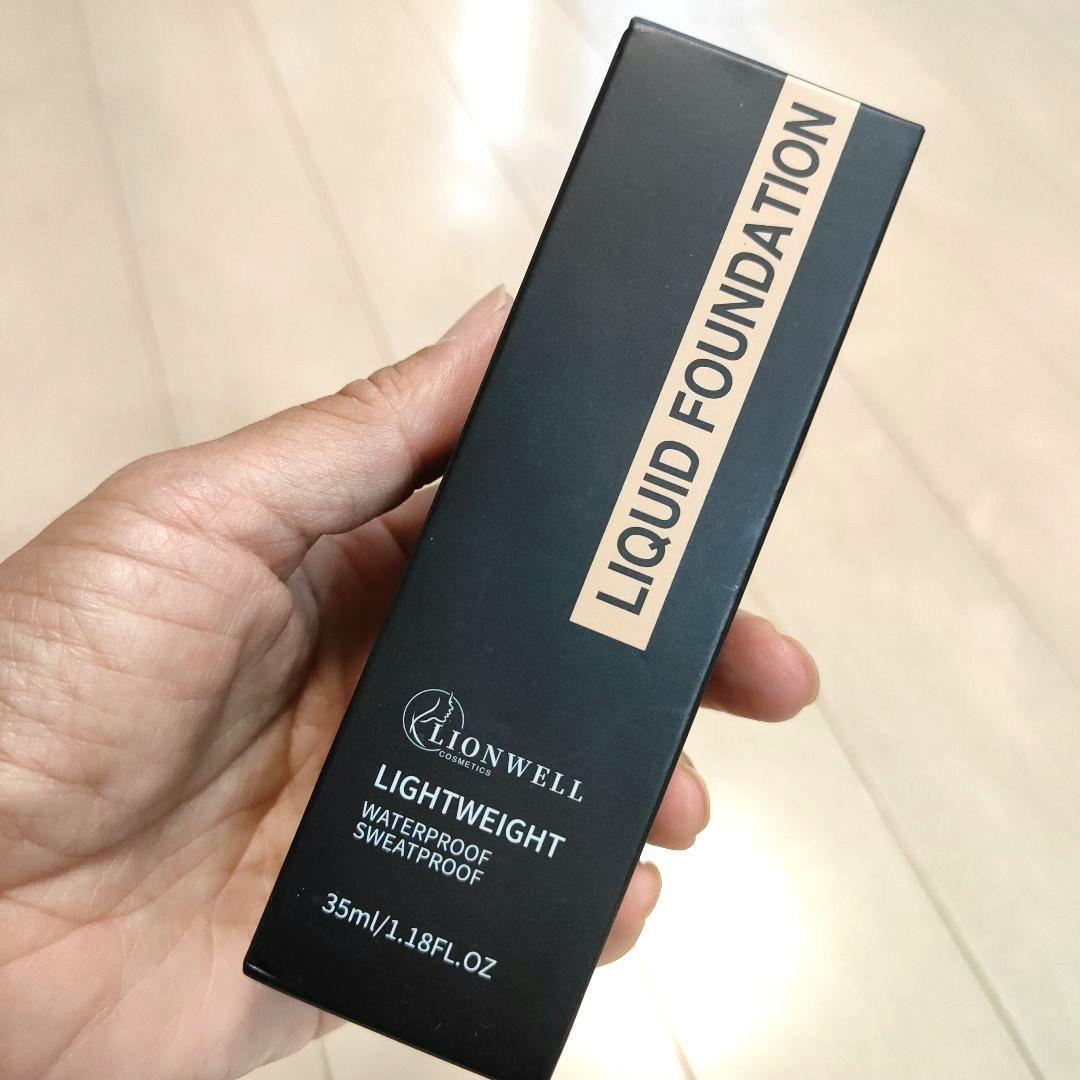 LIQUID FOUNDATION
LIONWELL
COSMETICS
LIGHTWEIGHT
WATERPROOF
SWEATPROOF
35ml/1.18FL.OZ